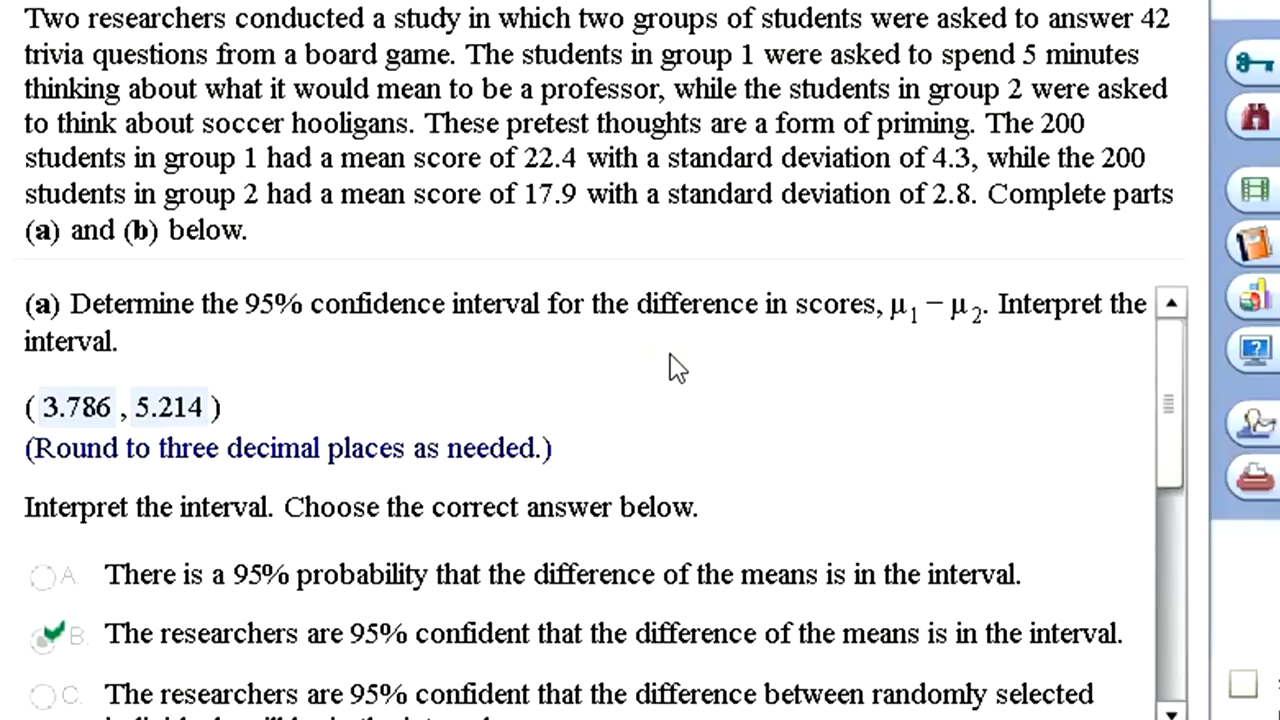 Two researchers conducted a study in which two groups of students were asked to answer 42
trivia questions from a board game. The students in group 1 were asked to spend 5 minutes
thinking about what it would mean to be a professor, while the students in group 2 were asked
to think about soccer hooligans. These pretest thoughts are a form of priming. The 200
students in group 1 had a mean score of 22.4 with a standard deviation of 4.3, while the 200
students in group 2 had a mean score of 17.9 with a standard deviation of 2.8. Complete parts
(a) and (b) below.
(a) Determine the 95% confidence interval for the difference in scores, μ₁ − μ₂. Interpret the
interval.
( 3.786 , 5.214 )
(Round to three decimal places as needed.)
Interpret the interval. Choose the correct answer below.
A. There is a 95% probability that the difference of the means is in the interval.
B. The researchers are 95% confident that the difference of the means is in the interval.
C. The researchers are 95% confident that the difference between randomly selected